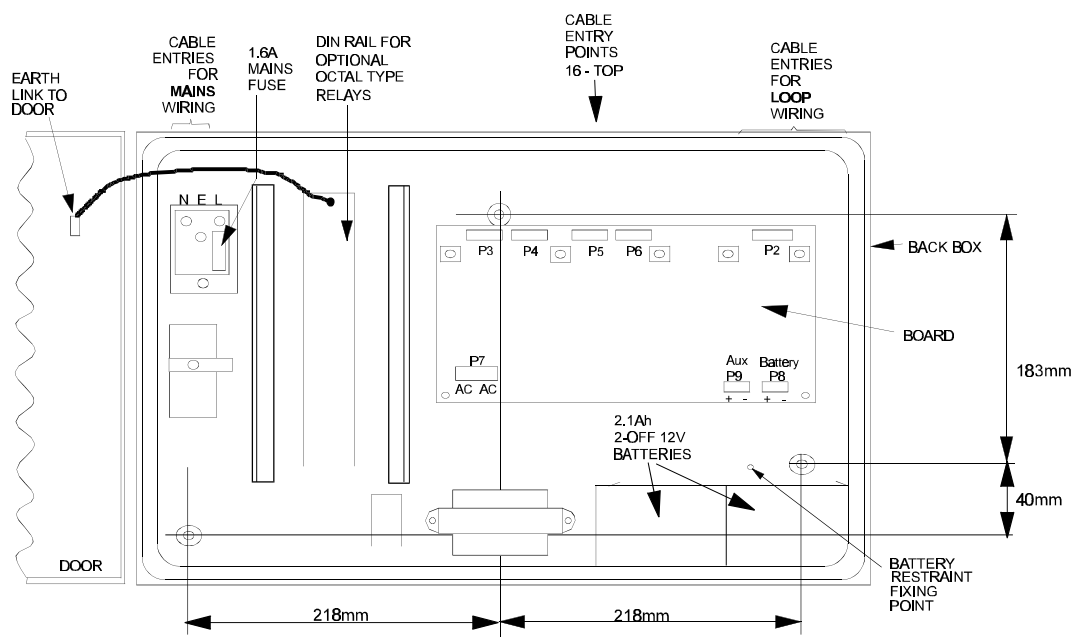 EARTH
LINK TO
DOOR
CABLE
ENTRIES
FOR
MAINS
WIRING
1.6A
MAINS
FUSE
DIN RAIL FOR
OPTIONAL
OCTAL TYPE
RELAYS
CABLE
ENTRY
POINTS
16 - TOP
CABLE
ENTRIES
FOR
LOOP
WIRING
N E L
P3
P4
P5
P6
P2
BACK BOX
BOARD
P7
AC AC
Aux
P9
+ -
Battery
P8
+ -
183mm
2.1Ah
2-OFF 12V
BATTERIES
40mm
DOOR
BATTERY
RESTRAINT
FIXING
POINT
218mm
218mm